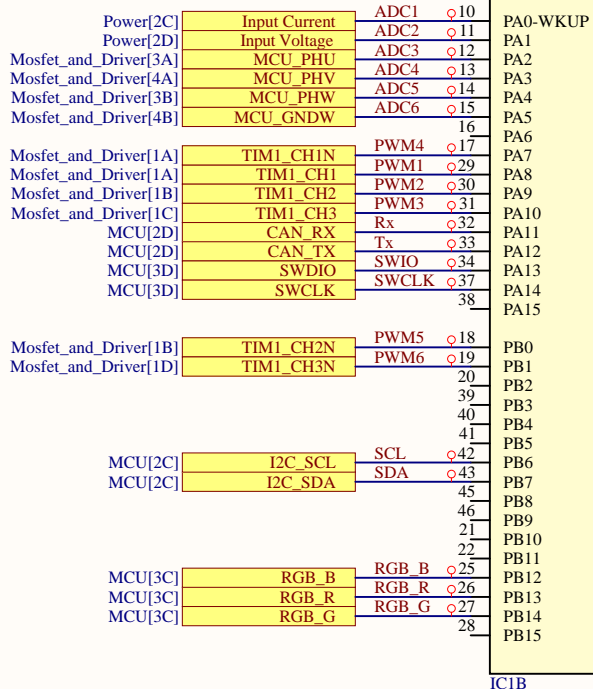 Power[2C] Input Current ADC1 10 PA0-WKUP
Power[2D] Input Voltage ADC2 11 PA1
Mosfet_and_Driver[3A] MCU_PHU ADC3 12 PA2
Mosfet_and_Driver[4A] MCU_PHV ADC4 13 PA3
Mosfet_and_Driver[3B] MCU_PHW ADC5 14 PA4
Mosfet_and_Driver[4B] MCU_GNDW ADC6 15 PA5
16 PA6
Mosfet_and_Driver[1A] TIM1_CH1N PWM4 17 PA7
Mosfet_and_Driver[1A] TIM1_CH1 PWM1 29 PA8
Mosfet_and_Driver[1B] TIM1_CH2 PWM2 30 PA9
Mosfet_and_Driver[1C] TIM1_CH3 PWM3 31 PA10
MCU[2D] CAN_RX Rx 32 PA11
MCU[2D] CAN_TX Tx 33 PA12
MCU[3D] SWDIO SWIO 34 PA13
MCU[3D] SWCLK SWCLK 37 PA14
38 PA15
Mosfet_and_Driver[1B] TIM1_CH2N PWM5 18 PB0
Mosfet_and_Driver[1D] TIM1_CH3N PWM6 19 PB1
20 PB2
39 PB3
40 PB4
41 PB5
MCU[2C] I2C_SCL SCL 42 PB6
MCU[2C] I2C_SDA SDA 43 PB7
45 PB8
46 PB9
21 PB10
22 PB11
MCU[3C] RGB_B RGB_B 25 PB12
MCU[3C] RGB_R RGB_R 26 PB13
MCU[3C] RGB_G RGB_G 27 PB14
28 PB15
IC1B